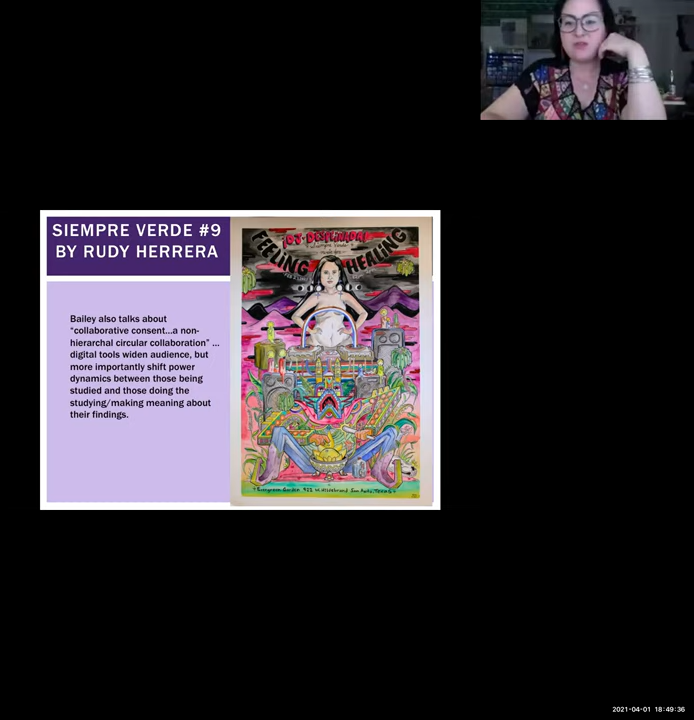 SIEMPRE VERDE #9
BY RUDY HERRERA
Bailey also talks about
“collaborative consent...a non-
hierarchal circular collaboration” ...
digital tools widen audience, but
more importantly shift power
dynamics between those being
studied and those doing the
studying/making meaning about
their findings.
FEELING
HEALING
2021-04-01 18:49:36